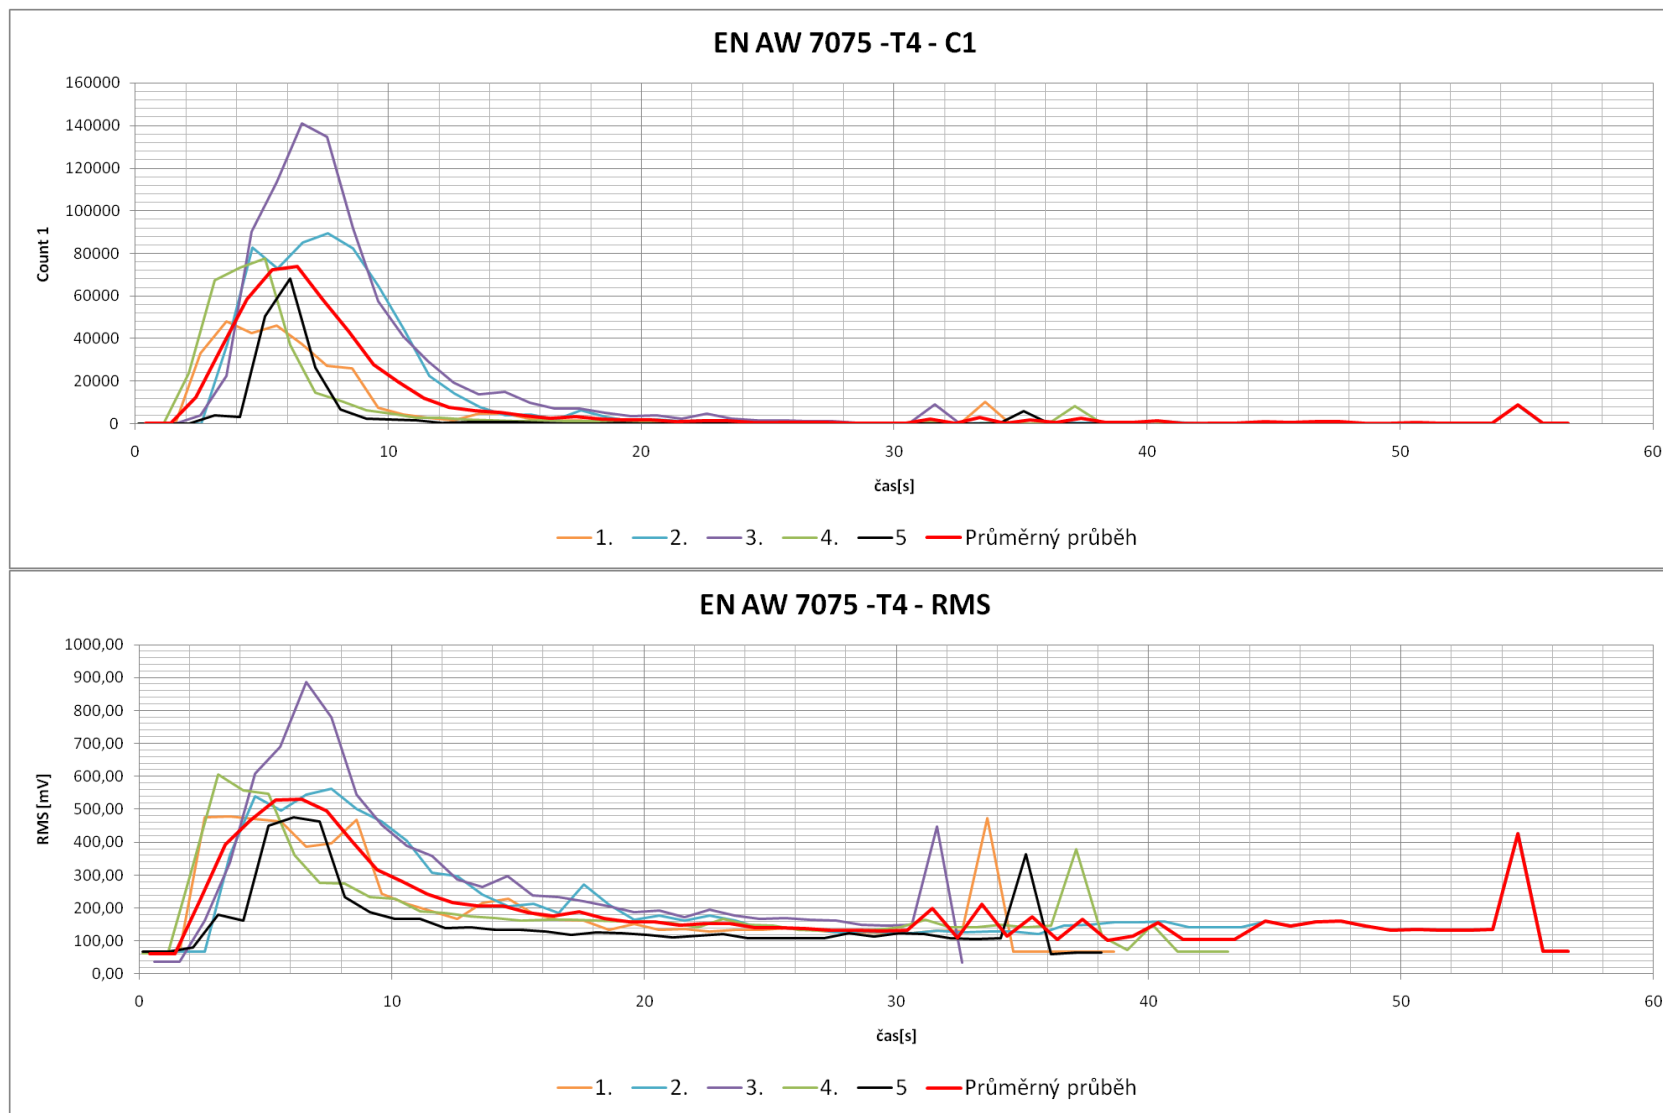 EN AW 7075 -T4 - C1
160000
140000
120000
100000
80000
60000
40000
20000
0
Count 1
0 10 20 30 40 50 60
čas[s]
1. 2. 3. 4. 5 Průměrný průběh
EN AW 7075 -T4 - RMS
1000,00
900,00
800,00
700,00
600,00
500,00
400,00
300,00
200,00
100,00
0,00
RMS [mV]
0 10 20 30 40 50 60
čas[s]
1. 2. 3. 4. 5 Průměrný průběh